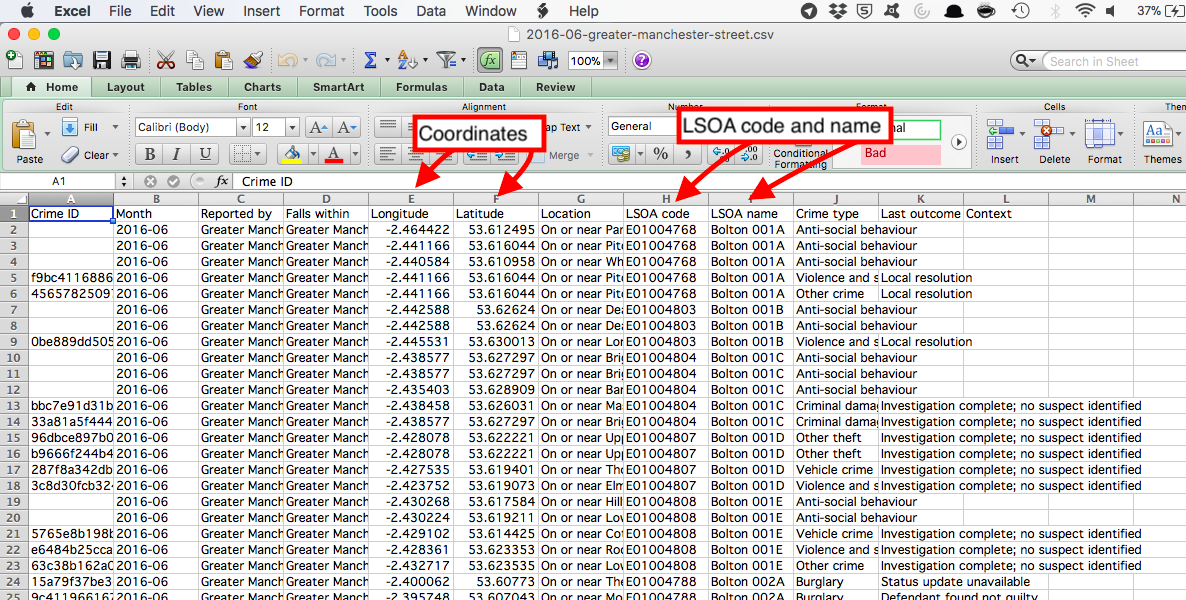 Excel File Edit View Insert Format Tools Data Window Help 37%
2016-06-greater-manchester-street.csv
100% Search in Sheet
Home Layout Tables Charts SmartArt Formulas Data Review
Edit Font Alignment Number Format Cells Them
Fill Calibri (Body) 12 Text General Insert Delete Format Themes
Paste Clear B I U A Merge % Conditional Formatting Bad
Coordinates
LSOA code and name
A1 fx Crime ID
A B C D E F G H I J K L M N
1 Crime ID Month Reported by Falls within Longitude Latitude Location LSOA code LSOA name Crime type Last outcome Context
2 2016-06 Greater Manch Greater Manch -2.464422 53.612495 On or near Par E01004768 Bolton 001A Anti-social behaviour
3 2016-06 Greater Manch Greater Manch -2.441166 53.616044 On or near Pito E01004768 Bolton 001A Anti-social behaviour
4 2016-06 Greater Manch Greater Manch -2.440584 53.610958 On or near Wh E01004768 Bolton 001A Anti-social behaviour
5 f9bc4116886 2016-06 Greater Manch Greater Manch -2.441166 53.616044 On or near Pito E01004768 Bolton 001A Violence and s Local resolution
6 4565782509 2016-06 Greater Manch Greater Manch -2.441166 53.616044 On or near Pito E01004768 Bolton 001A Other crime Local resolution
7 2016-06 Greater Manch Greater Manch -2.442588 53.62624 On or near Dea E01004803 Bolton 001B Anti-social behaviour
8 2016-06 Greater Manch Greater Manch -2.442588 53.62624 On or near Dea E01004803 Bolton 001B Anti-social behaviour
9 0be889dd505 2016-06 Greater Manch Greater Manch -2.445531 53.630013 On or near Lon E01004803 Bolton 001B Violence and s Local resolution
10 2016-06 Greater Manch Greater Manch -2.438577 53.627297 On or near Brig E01004804 Bolton 001C Anti-social behaviour
11 2016-06 Greater Manch Greater Manch -2.438577 53.627297 On or near Brig E01004804 Bolton 001C Anti-social behaviour
12 2016-06 Greater Manch Greater Manch -2.435403 53.628909 On or near Bar E01004804 Bolton 001C Anti-social behaviour
13 bbc7e91d31b 2016-06 Greater Manch Greater Manch -2.438458 53.626031 On or near Ma E01004804 Bolton 001C Criminal dama Investigation complete; no suspect identified
14 33a81a5f444 2016-06 Greater Manch Greater Manch -2.438577 53.627297 On or near Brig E01004804 Bolton 001C Criminal dama Investigation complete; no suspect identified
15 96dbce897b0 2016-06 Greater Manch Greater Manch -2.428078 53.622221 On or near Upp E01004807 Bolton 001D Other theft Investigation complete; no suspect identified
16 b9666f244b4 2016-06 Greater Manch Greater Manch -2.428078 53.622221 On or near Upp E01004807 Bolton 001D Other theft Investigation complete; no suspect identified
17 287f8a342db 2016-06 Greater Manch Greater Manch -2.427535 53.619401 On or near Tho E01004807 Bolton 001D Vehicle crime Investigation complete; no suspect identified
18 3c8d30fcb32 2016-06 Greater Manch Greater Manch -2.423752 53.619073 On or near Elm E01004807 Bolton 001D Violence and s Investigation complete; no suspect identified
19 2016-06 Greater Manch Greater Manch -2.430268 53.617584 On or near Hill E01004808 Bolton 001E Anti-social behaviour
20 2016-06 Greater Manch Greater Manch -2.430224 53.619211 On or near Lov E01004808 Bolton 001E Anti-social behaviour
21 5765e8b198b 2016-06 Greater Manch Greater Manch -2.429102 53.614425 On or near Cot E01004808 Bolton 001E Vehicle crime Investigation complete; no suspect identified
22 e6484b25cca 2016-06 Greater Manch Greater Manch -2.428361 53.623353 On or near Roc E01004808 Bolton 001E Violence and s Investigation complete; no suspect identified
23 63c38b162a0 2016-06 Greater Manch Greater Manch -2.432717 53.623535 On or near Lov E01004808 Bolton 001E Other crime Investigation complete; no suspect identified
24 15a79f37be3 2016-06 Greater Manch Greater Manch -2.400062 53.60773 On or near The E01004788 Bolton 002A Burglary Status update unavailable
25 9c411966167 2016-06 Greater Manch Greater Manch -2.395748 53.607043 On or near Mo E01004788 Bolton 002A Burglary Defendant found not guilty